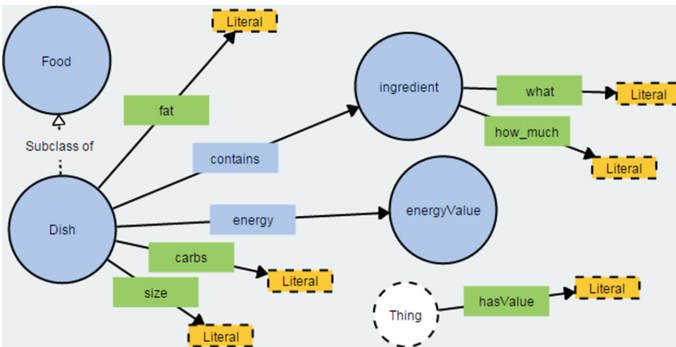 Literal
Food
ingredient
what
Literal
fat
how_much
Subclass of
contains
Literal
energyValue
energy
Dish
carbs
Literal
size
hasValue
Literal
Thing
Literal